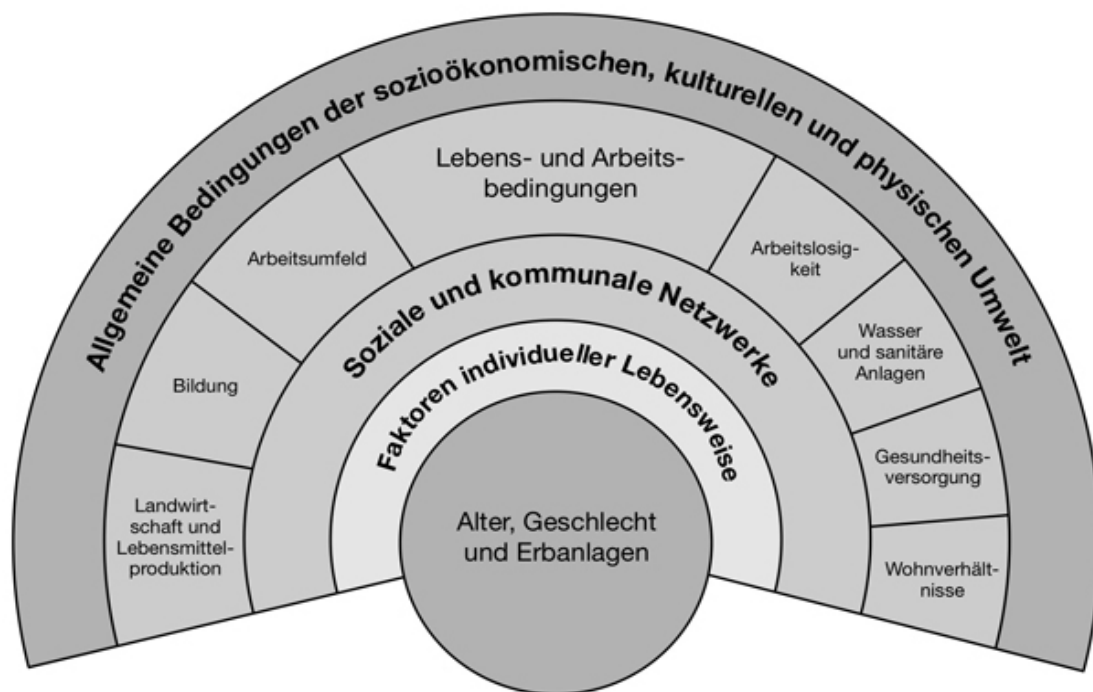 Allgemeine Bedingungen der sozioökonomischen, kulturellen und physischen Umwelt
Lebens- und Arbeits-
bedingungen
Landwirt-
schaft und
Lebensmittel-
produktion
Bildung
Arbeitsumfeld
Arbeitslosig-
keit
Wasser
und sanitäre
Anlagen
Gesundheits-
versorgung
Wohnverhält-
nisse
Soziale und kommunale Netzwerke
Faktoren individueller Lebensweise
Alter, Geschlecht
und Erbanlagen